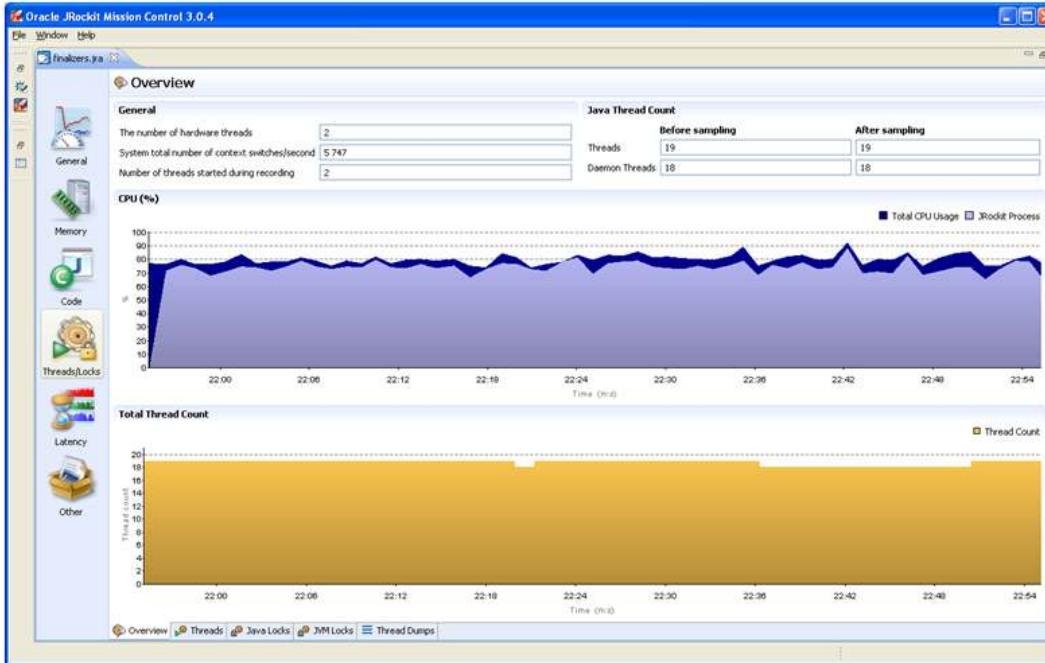 Oracle JRockit Mission Control 3.0.4
File Window Help
finalizers.jra
Overview
General
The number of hardware threads 2
System total number of context switches/second 5 747
Number of threads started during recording 2
Java Thread Count
Before sampling After sampling
Threads 19 19
Daemon Threads 18 18
General
Memory
Code
Threads/Locks
Latency
Other
CPU (%)
Total CPU Usage JRockit Process
100
90
80
70
60
50
40
30
20
10
0
%
22:00 22:06 22:12 22:18 22:24 22:30 22:36 22:42 22:48 22:54
Time (m:s)
Total Thread Count
Thread Count
20
18
16
14
12
10
8
6
4
2
0
Thread count
22:00 22:06 22:12 22:18 22:24 22:30 22:36 22:42 22:48 22:54
Time (m:s)
Overview Threads Java Locks JVM Locks Thread Dumps